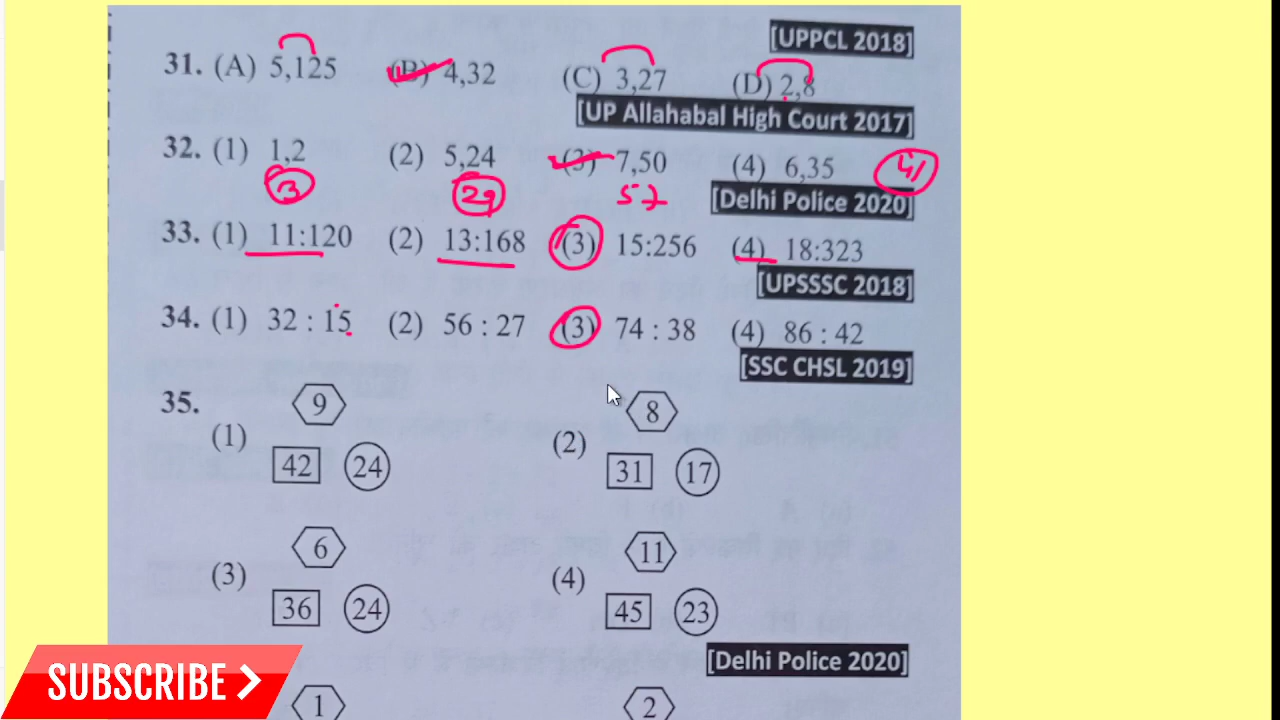 [UPPCL 2018]
31. (A) 5,125 (B) 4,32 (C) 3,27 (D) 2,8
[UP Allahabal High Court 2017]
32. (1) 1,2 (2) 5,24 (3) 7,50 (4) 6,35 41
3 29 57 [Delhi Police 2020]
33. (1) 11:120 (2) 13:168 (3) 15:256 (4) 18:323
[UPSSSC 2018]
34. (1) 32 : 15 (2) 56 : 27 (3) 74 : 38 (4) 86 : 42
[SSC CHSL 2019]
35.
(1) 9 42 24 (2) 8 31 17
(3) 6 36 24 (4) 11 45 23
[Delhi Police 2020]
1 2
SUBSCRIBE